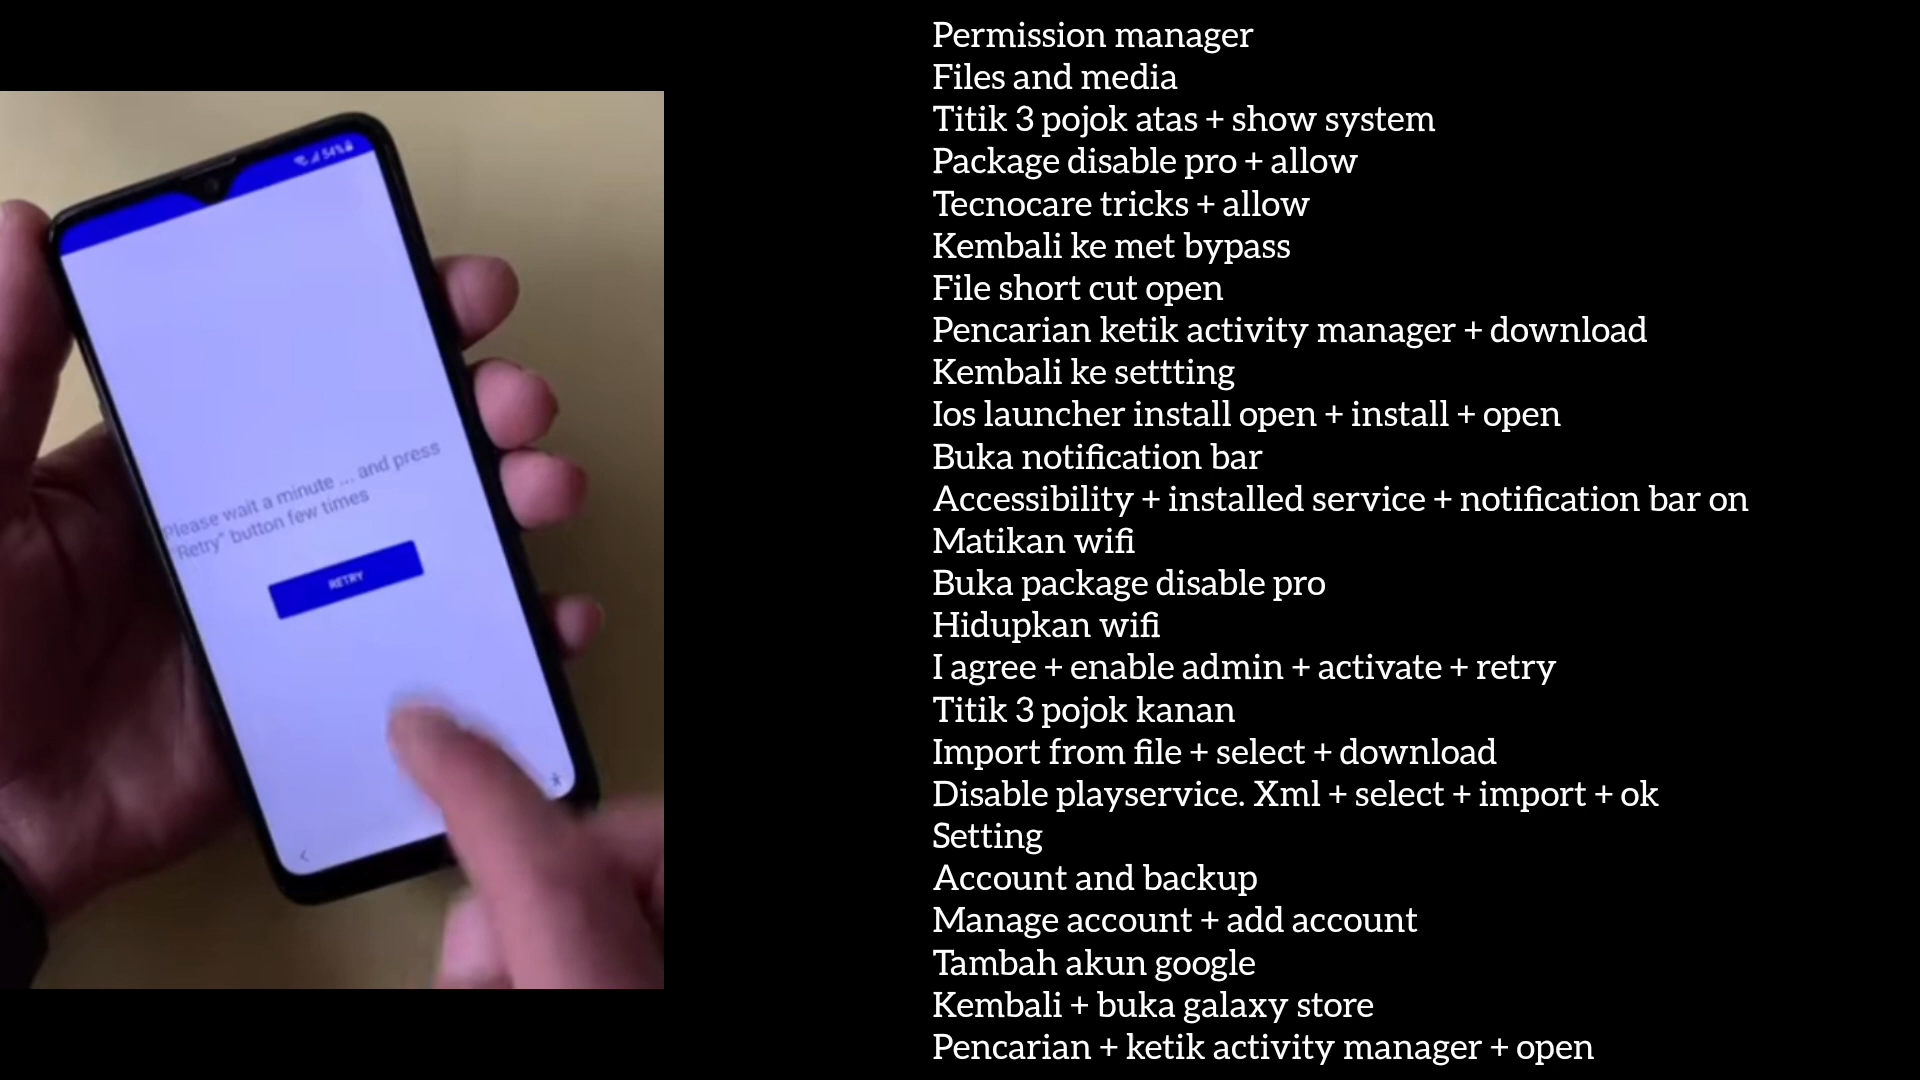 54%
Please wait a minute ... and press
"Retry" button few times
RETRY
Permission manager
Files and media
Titik 3 pojok atas + show system
Package disable pro + allow
Tecnocare tricks + allow
Kembali ke met bypass
File short cut open
Pencarian ketik activity manager + download
Kembali ke settting
Ios launcher install open + install + open
Buka notification bar
Accessibility + installed service + notification bar on
Matikan wifi
Buka package disable pro
Hidupkan wifi
I agree + enable admin + activate + retry
Titik 3 pojok kanan
Import from file + select + download
Disable playservice. Xml + select + import + ok
Setting
Account and backup
Manage account + add account
Tambah akun google
Kembali + buka galaxy store
Pencarian + ketik activity manager + open